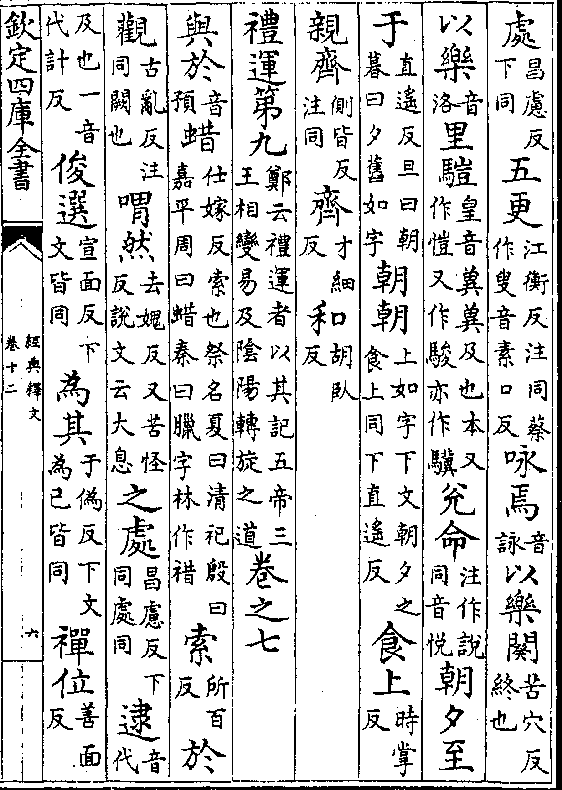 處昌慮反下同五更江衡反注同蔡作叟音素口反咏焉音詠以樂闋苦穴反終也
以樂音洛里皇音冀冀及也本又作愷又作駿亦作驥兊命注作說同音悅朝夕至
于直遙反旦曰朝暮曰夕舊如字朝朝上如字下文朝夕之食上同下直遙反食上時掌反
親齊側皆反注同齊才細反和胡臥反
禮運第九鄭云禮運者以其記五帝三王相變易及陰陽轉旋之道卷之七
與於音預蜡仕嫁反索也祭名夏曰清祀殷曰嘉平周曰蜡秦曰臘字林作䄍索所百反於
觀古亂反注同闕也喟然去媿反又苦怪反說文云大息之處昌慮反下同處同逮音代
及也一音代計反俊選宣面反下文皆同為其于偽反下文為已皆同禪位善面反
欽定四庫全書
經典釋文
卷十二
六